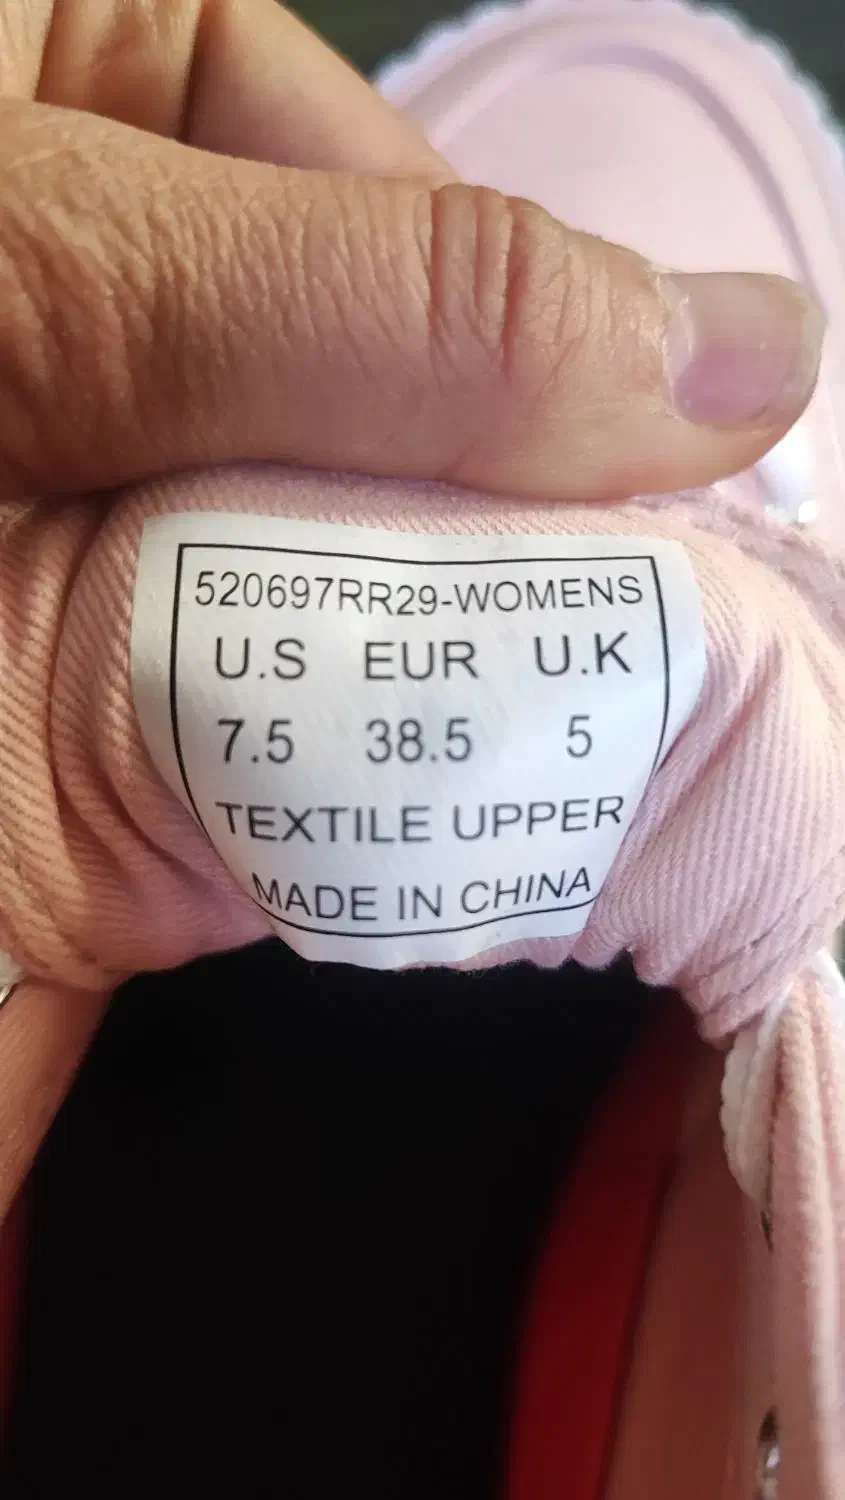 520697RR29-WOMENS
U.S EUR U.K
7.5 38.5 5
TEXTILE UPPER
MADE IN CHINA